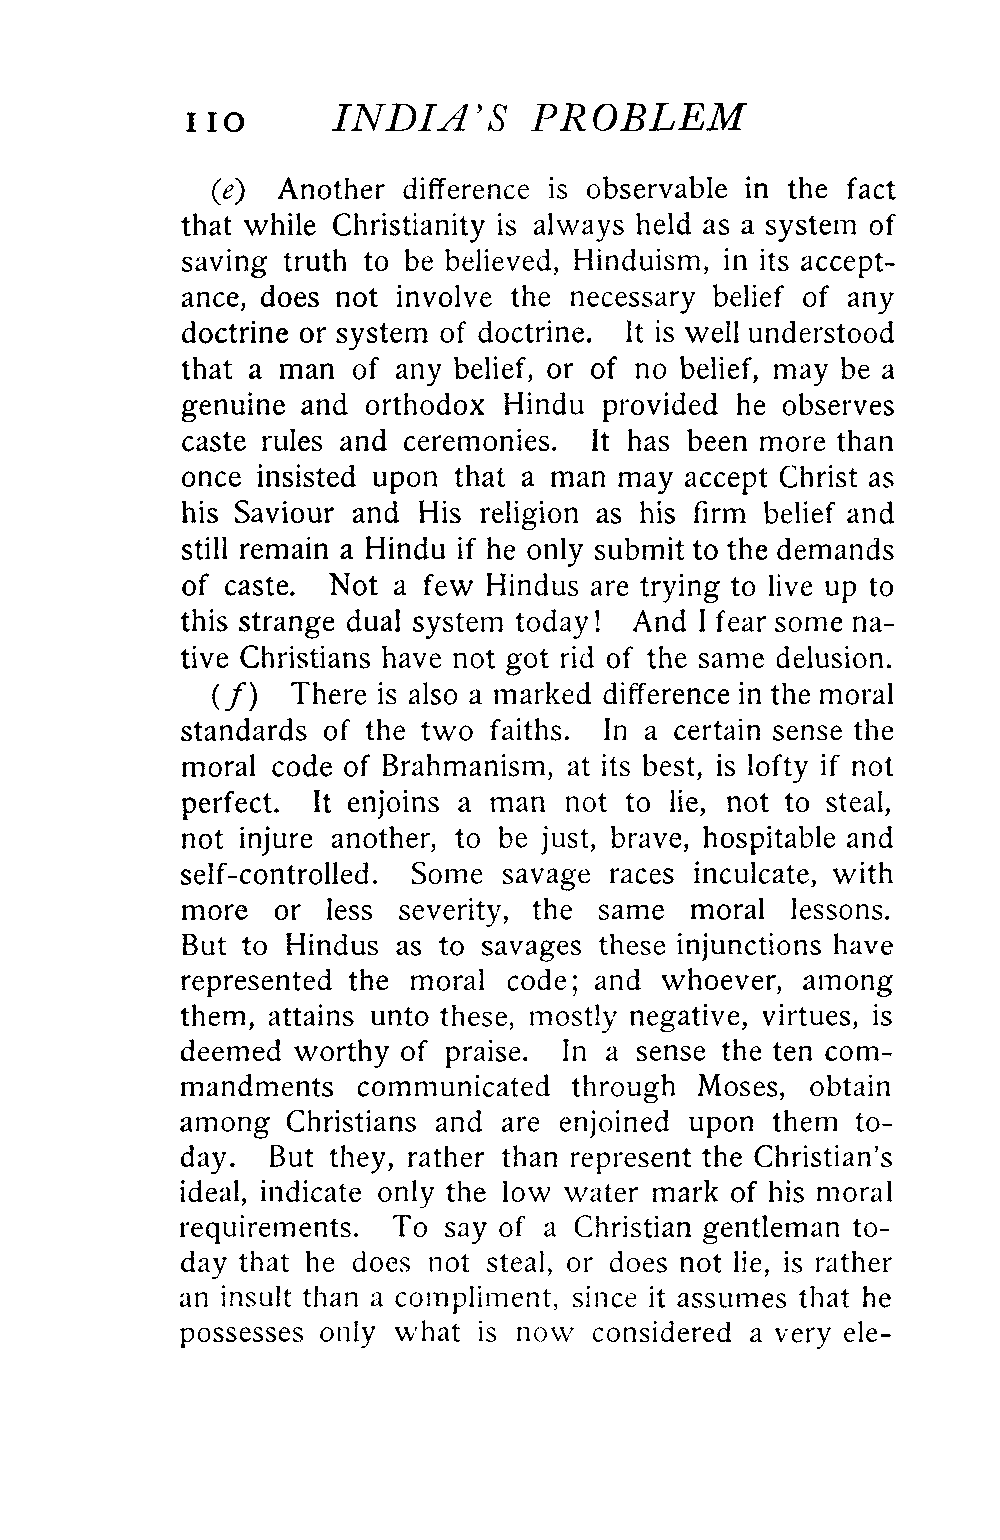 110 INDIA'S PROBLEM
(e) Another difference is observable in the fact
that while Christianity is always held as a system of
saving truth to be believed, Hinduism, in its accept-
ance, does not involve the necessary belief of any
doctrine or system of doctrine. It is well understood
that a man of any belief, or of no belief, may be a
genuine and orthodox Hindu provided he observes
caste rules and ceremonies. It has been more than
once insisted upon that a man may accept Christ as
his Saviour and His religion as his firm belief and
still remain a Hindu if he only submit to the demands
of caste. Not a few Hindus are trying to live up to
this strange dual system today! And I fear some na-
tive Christians have not got rid of the same delusion.
(f) There is also a marked difference in the moral
standards of the two faiths. In a certain sense the
moral code of Brahmanism, at its best, is lofty if not
perfect. It enjoins a man not to lie, not to steal,
not injure another, to be just, brave, hospitable and
self-controlled. Some savage races inculcate, with
more or less severity, the same moral lessons.
But to Hindus as to savages these injunctions have
represented the moral code; and whoever, among
them, attains unto these, mostly negative, virtues, is
deemed worthy of praise. In a sense the ten com-
mandments communicated through Moses, obtain
among Christians and are enjoined upon them to-
day. But they, rather than represent the Christian's
ideal, indicate only the low water mark of his moral
requirements. To say of a Christian gentleman to-
day that he does not steal, or does not lie, is rather
an insult than a compliment, since it assumes that he
possesses only what is now considered a very ele-